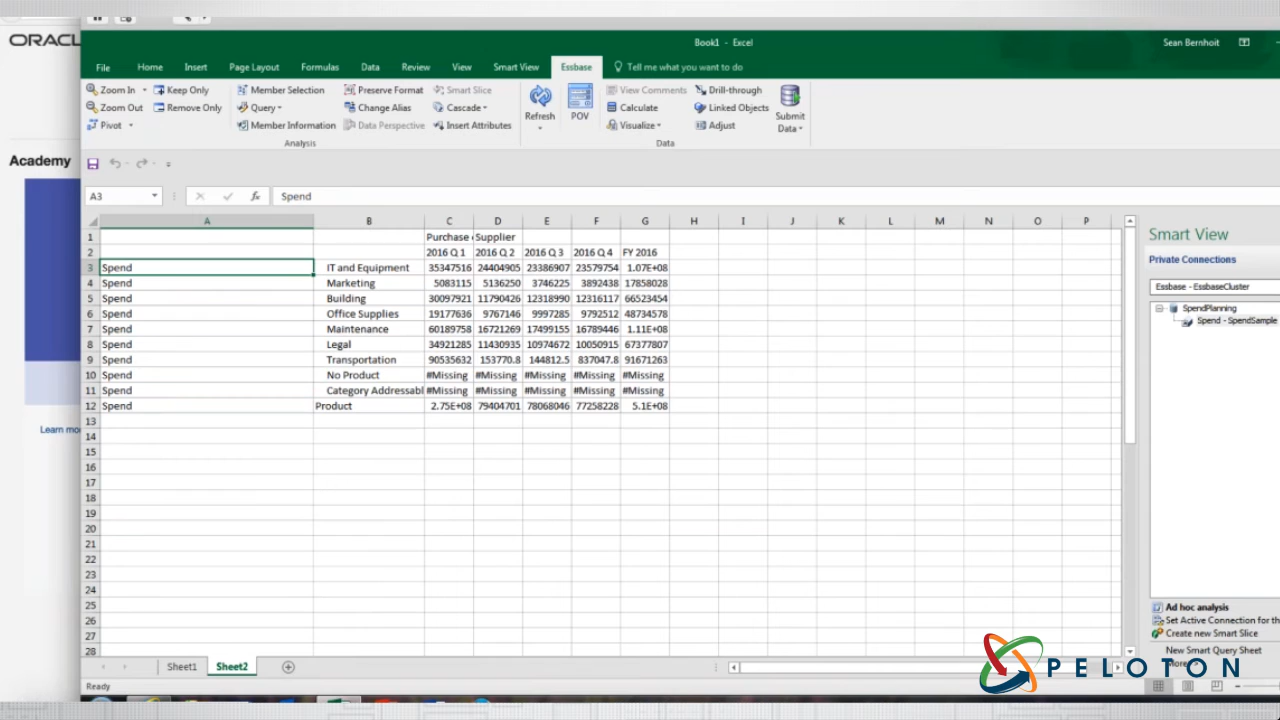 ORACL
Academy
Learn mo
Book1 - Excel
Sean Bernhoit
File Home Insert Page Layout Formulas Data Review View Smart View Essbase Tell me what you want to do
Zoom In Keep Only Member Selection Preserve Format Smart Slice View Comments Drill-through
Zoom Out Remove Only Query Change Alias Cascade Refresh POV Calculate Linked Objects Submit Data
Pivot Member Information Data Perspective Insert Attributes Visualize Adjust
Analysis Data
A3 fx Spend
A B C D E F G H I J K L M N O P
1 Purchase Supplier
2 2016 Q 1 2016 Q 2 2016 Q 3 2016 Q 4 FY 2016
3 Spend IT and Equipment 35347516 24404905 23386907 23579754 1.07E+08
4 Spend Marketing 5083115 5136250 3746225 3892438 17858028
5 Spend Building 30097921 11790426 12318990 12316117 66523454
6 Spend Office Supplies 19177636 9767146 9997285 9792512 48734578
7 Spend Maintenance 60189758 16721269 17499155 16789446 1.11E+08
8 Spend Legal 34921285 11430935 10974672 10050915 67377807
9 Spend Transportation 90535632 153770.8 144812.5 837047.8 91671263
10 Spend No Product #Missing #Missing #Missing #Missing #Missing
11 Spend Category Addressabl #Missing #Missing #Missing #Missing #Missing
12 Spend Product 2.75E+08 79404701 78068046 77258228 5.1E+08
13
14
15
16
17
18
19
20
21
22
23
24
25
26
27
28
Smart View
Private Connections
Essbase - EssbaseCluster
SpendPlanning
Spend - SpendSample
Ad hoc analysis
Set Active Connection for th
Create new Smart Slice
New Smart Query Sheet
More
Sheet1 Sheet2
Ready
PELOTON